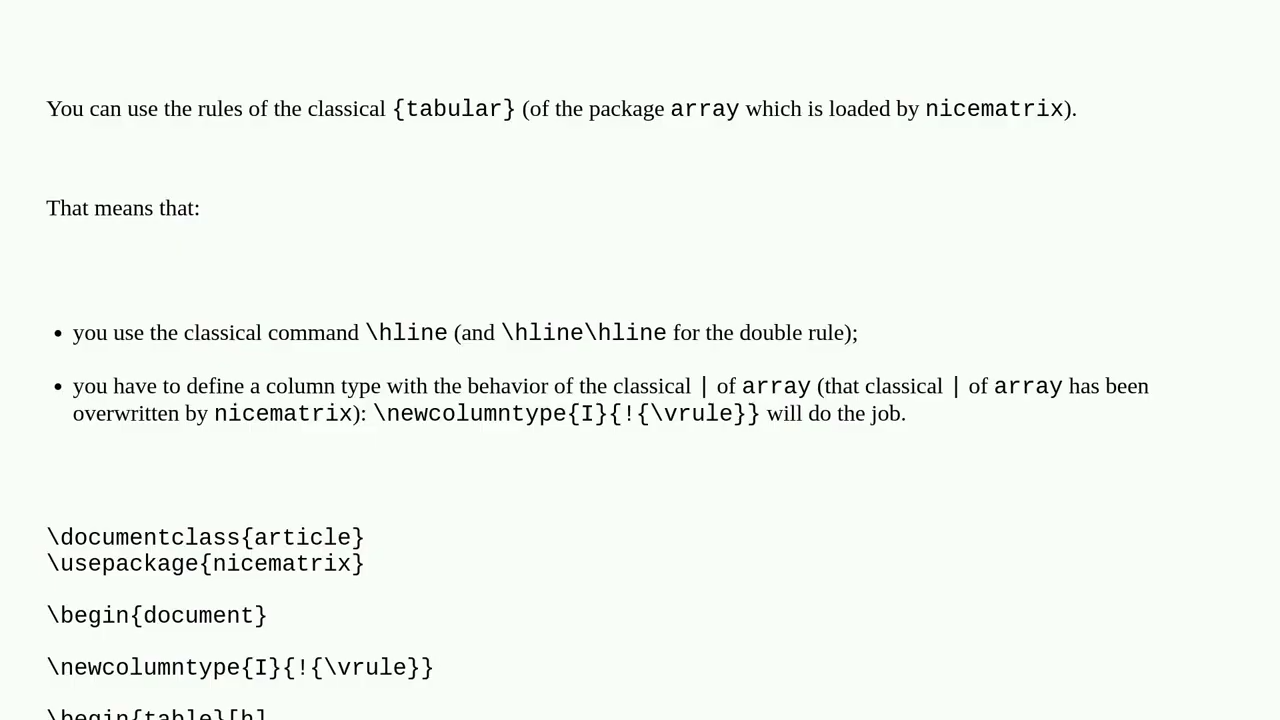 You can use the rules of the classical {tabular} (of the package array which is loaded by nicematrix).
That means that:
• you use the classical command \hline (and \hline\hline for the double rule);
• you have to define a column type with the behavior of the classical | of array (that classical | of array has been
overwritten by nicematrix): \newcolumntype{I}{!{\vrule}} will do the job.
\documentclass{article}
\usepackage{nicematrix}
\begin{document}
\newcolumntype{I}{!{\vrule}}
\begin{table}[h]